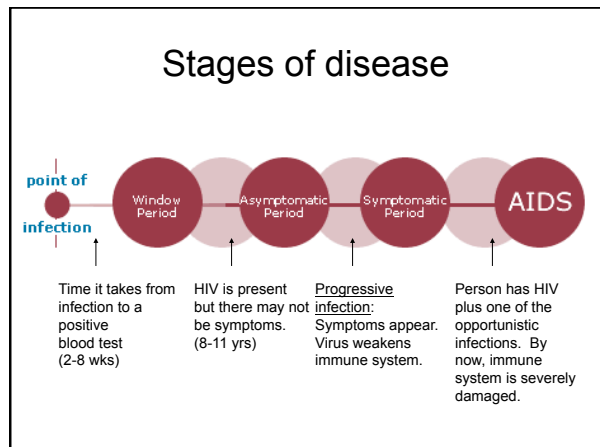 Stages of disease
point of
infection
Window
Period
Asymptomatic
Period
Symptomatic
Period
AIDS
Time it takes from
infection to a
positive
blood test
(2-8 wks)
HIV is present
but there may not
be symptoms.
(8-11 yrs)
Progressive
infection:
Symptoms appear.
Virus weakens
immune system.
Person has HIV
plus one of the
opportunistic
infections. By
now, immune
system is severely
damaged.